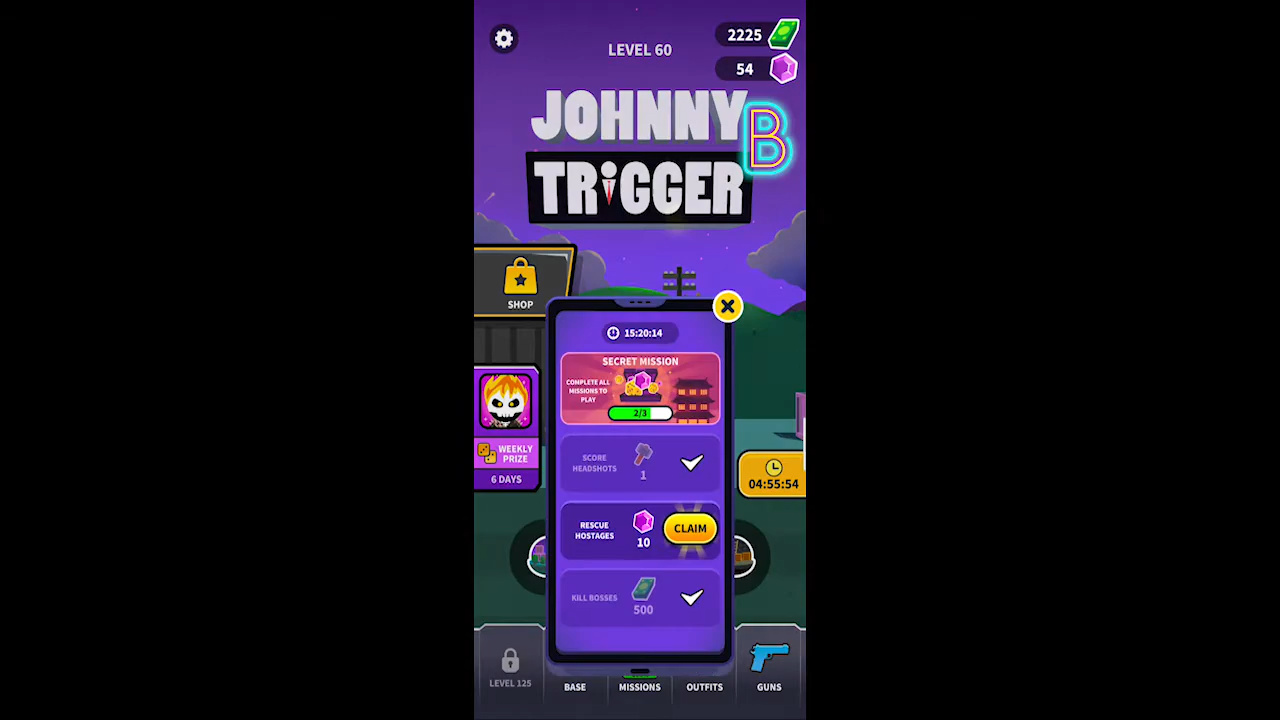 LEVEL 60
2225
54
JOHNNY
B
TRIGGER
SHOP
15:20:14
SECRET MISSION
COMPLETE ALL
MISSIONS TO
PLAY
2/3
SCORE
HEADSHOTS
1
WEEKLY
PRIZE
6 DAYS
04:55:54
RESCUE
HOSTAGES
10
CLAIM
KILL BOSSES
500
LEVEL 125
BASE
MISSIONS
OUTFITS
GUNS